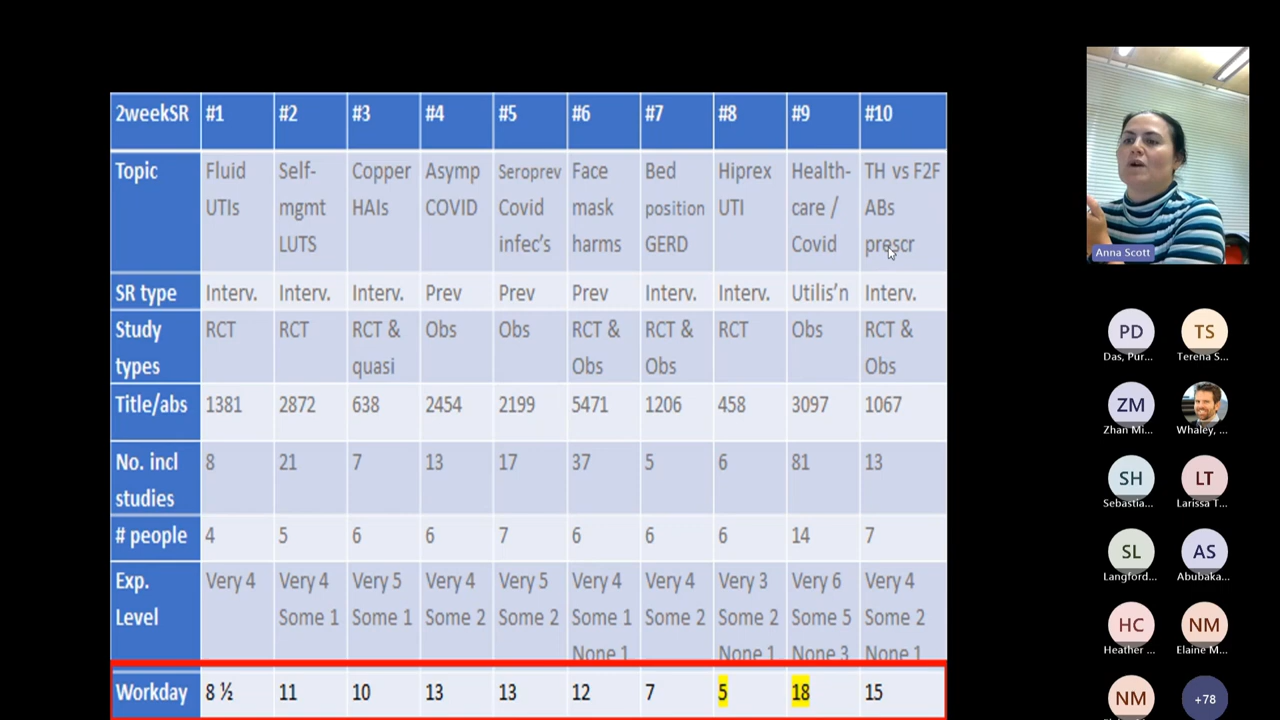 2weekSR #1 #2 #3 #4 #5 #6 #7 #8 #9 #10
Topic Fluid Self- Copper Asymp Seroprev Face Bed Hiprex Health- TH vs F2F
UTIs mgmt HAIs COVID Covid mask position UTI care / ABs
LUTS infec's harms GERD Covid prescr
SR type Interv. Interv. Interv. Prev Prev Prev Interv. Interv. Utilis'n Interv.
Study RCT RCT RCT & Obs Obs RCT & RCT & RCT Obs RCT &
types quasi Obs Obs Obs
Title/abs 1381 2872 638 2454 2199 5471 1206 458 3097 1067
No. incl 8 21 7 13 17 37 5 6 81 13
studies
# people 4 5 6 6 7 6 6 6 14 7
Exp. Very 4 Very 4 Very 5 Very 4 Very 5 Very 4 Very 4 Very 3 Very 6 Very 4
Level Some 1 Some 1 Some 2 Some 2 Some 1 Some 2 Some 2 Some 5 Some 2
None 1 None 1 None 3 None 1
Workday 8 ½ 11 10 13 13 12 7 5 18 15
Anna Scott
PD TS
Das, Pur... Terena S...
ZM
Zhan Mi... Whaley, ...
SH LT
Sebastia... Larissa T...
SL AS
Langford... Abubaka...
HC NM
Heather ... Elaine M...
NM +78